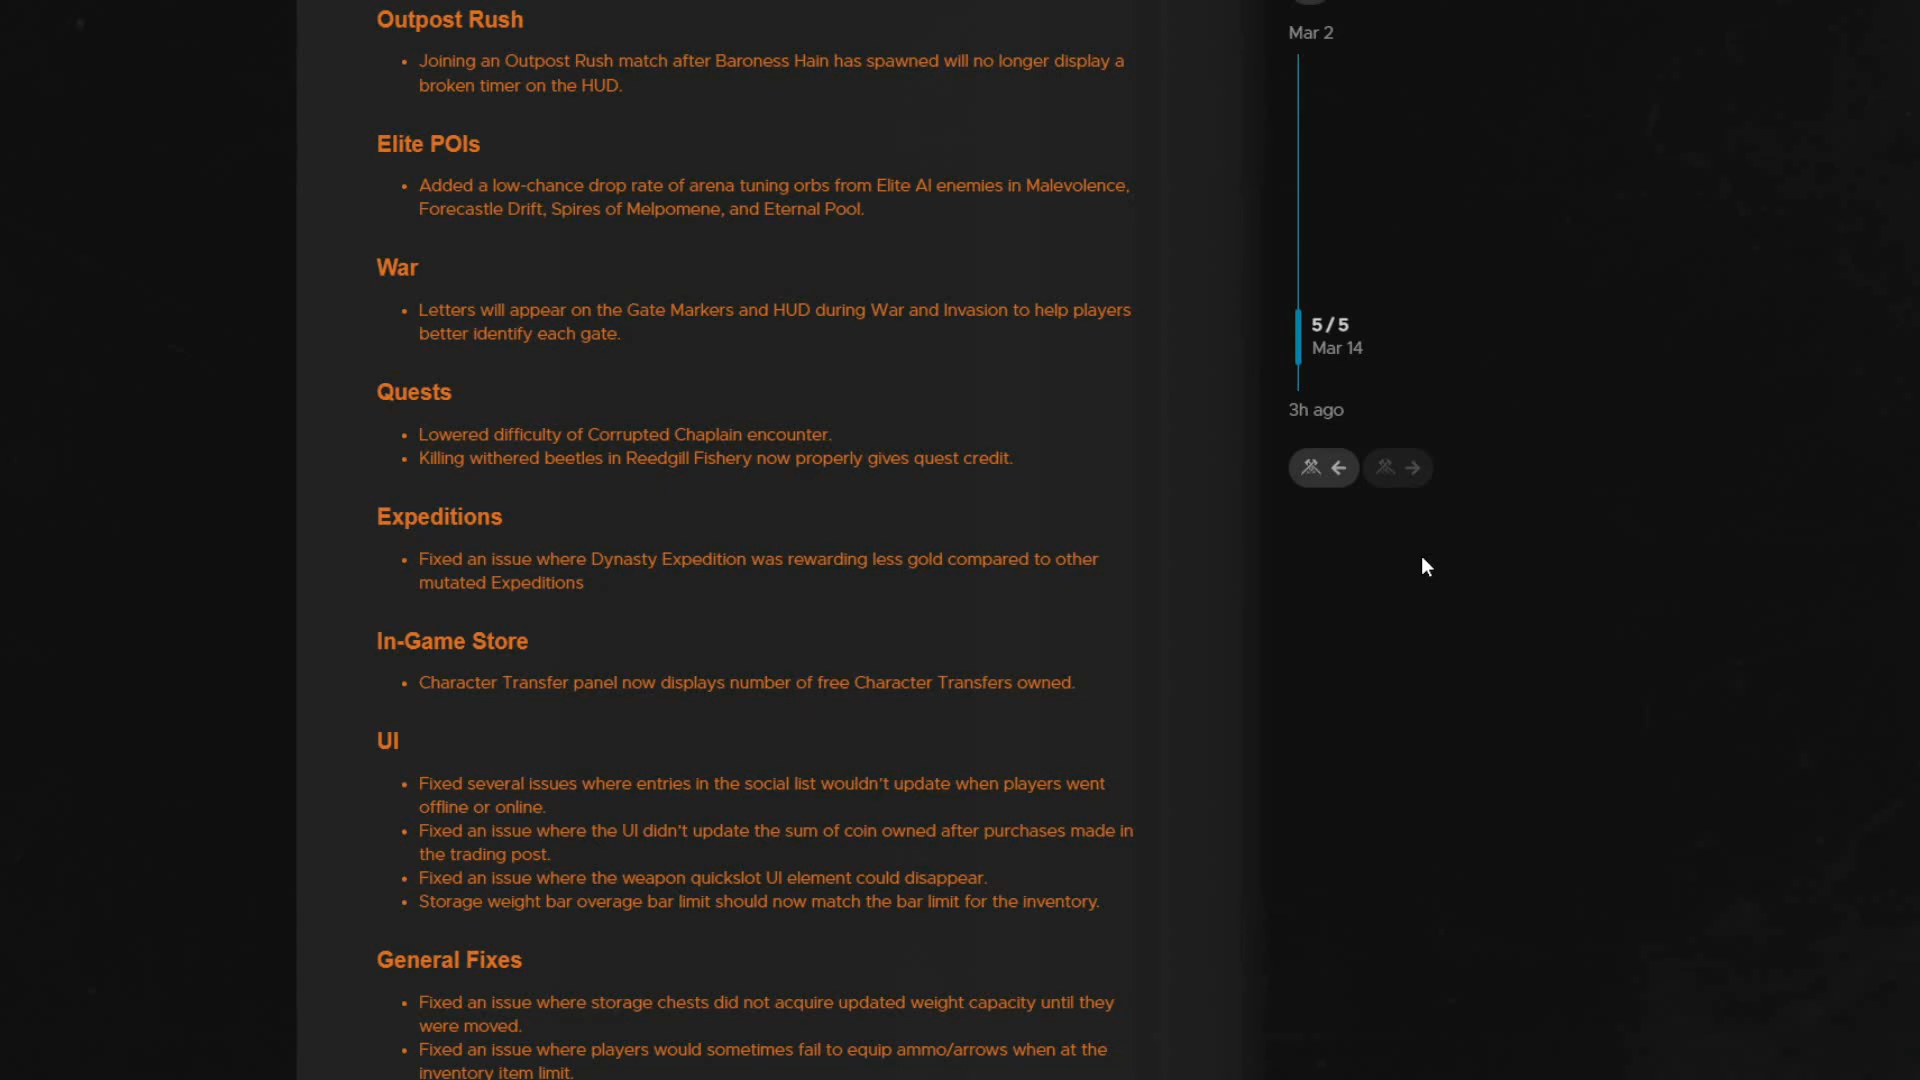 Outpost Rush
• Joining an Outpost Rush match after Baroness Hain has spawned will no longer display a
broken timer on the HUD.
Elite POIs
• Added a low-chance drop rate of arena tuning orbs from Elite AI enemies in Malevolence,
Forecastle Drift, Spires of Melpomene, and Eternal Pool.
War
• Letters will appear on the Gate Markers and HUD during War and Invasion to help players
better identify each gate.
Quests
• Lowered difficulty of Corrupted Chaplain encounter.
• Killing withered beetles in Reedgill Fishery now properly gives quest credit.
Expeditions
• Fixed an issue where Dynasty Expedition was rewarding less gold compared to other
mutated Expeditions
In-Game Store
• Character Transfer panel now displays number of free Character Transfers owned.
UI
• Fixed several issues where entries in the social list wouldn't update when players went
offline or online.
• Fixed an issue where the UI didn't update the sum of coin owned after purchases made in
the trading post.
• Fixed an issue where the weapon quickslot UI element could disappear.
• Storage weight bar overage bar limit should now match the bar limit for the inventory.
General Fixes
• Fixed an issue where storage chests did not acquire updated weight capacity until they
were moved.
• Fixed an issue where players would sometimes fail to equip ammo/arrows when at the
inventory item limit.
Mar 2
5 / 5
Mar 14
3h ago